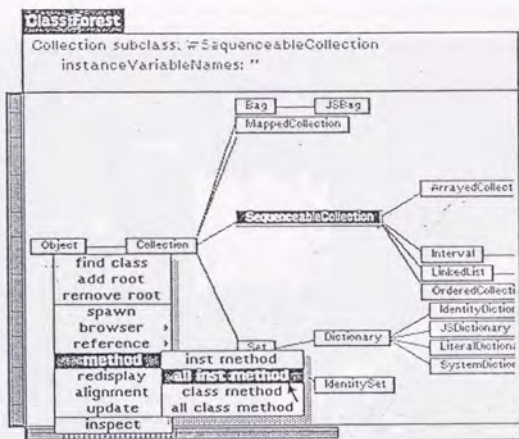 Class Forest
Collection subclass: #SequenceableCollection
instanceVariableNames: ''
Bag
JSBag
MappedCollection
ArrayedCollect
SequenceableCollection
Object
Collection
Interval
LinkedList
OrderedCollecti
find class
add root
remove root
spawn
browser
reference
method
redisplay
alignment
update
inspect
inst method
all inst method
class method
all class method
Set
Dictionary
IdentityDiction
JSDictionary
LiteralDictiona
SystemDiction
IdentitySet